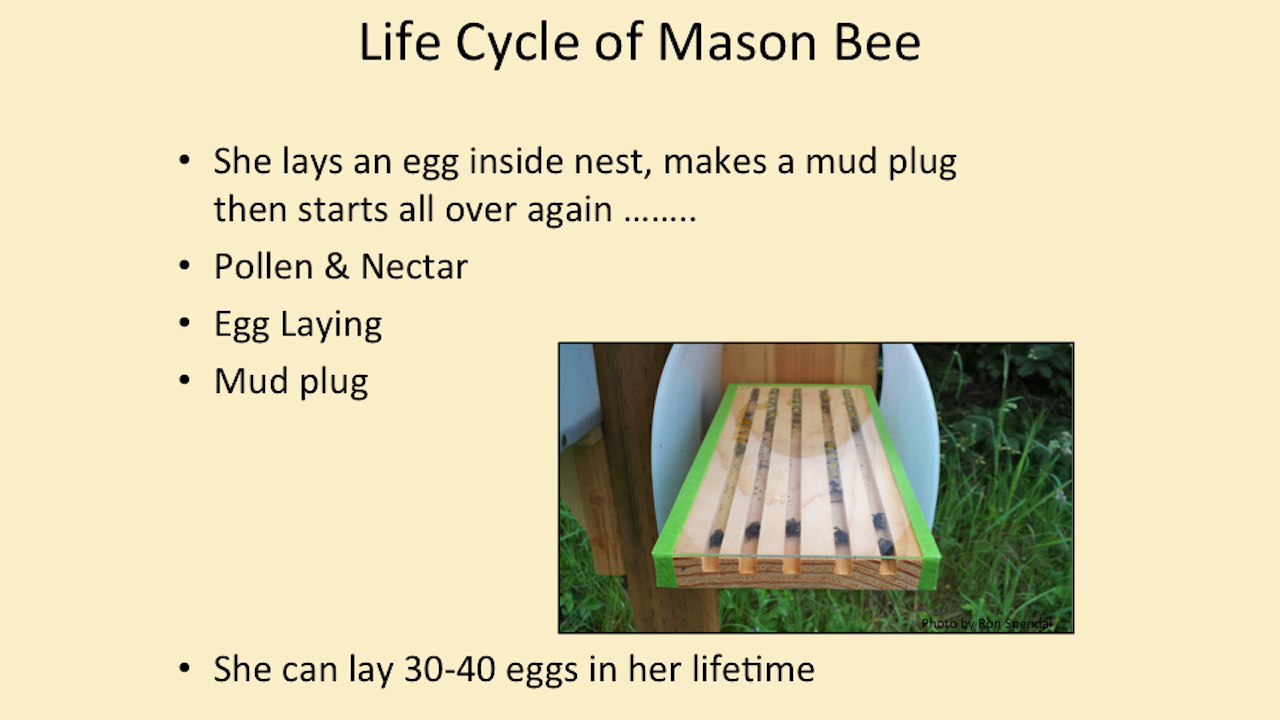 Life Cycle of Mason Bee
• She lays an egg inside nest, makes a mud plug
then starts all over again ........
• Pollen & Nectar
• Egg Laying
• Mud plug
Photo by Ron Spendal
• She can lay 30-40 eggs in her lifetime